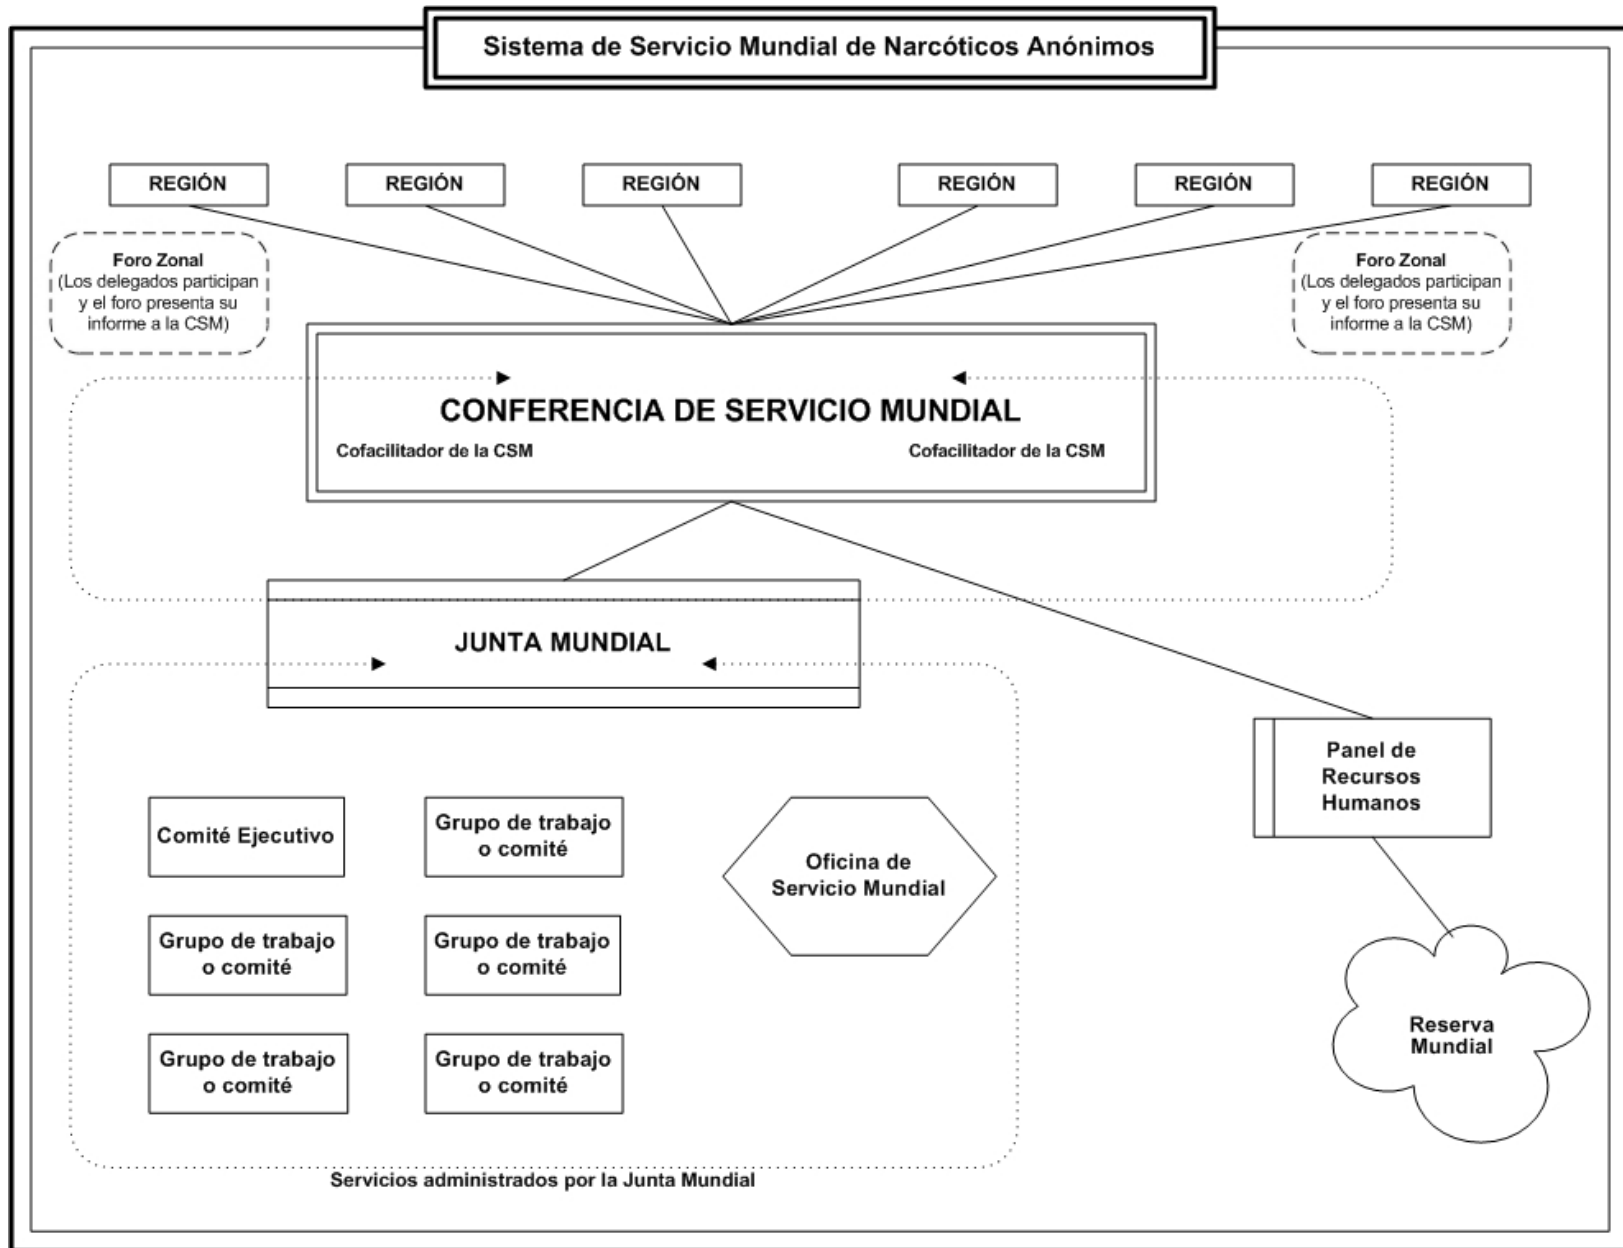 Sistema de Servicio Mundial de Narcóticos Anónimos
REGIÓN
REGIÓN
REGIÓN
REGIÓN
REGIÓN
REGIÓN
Foro Zonal
(Los delegados participan
y el foro presenta su
informe a la CSM)
Foro Zonal
(Los delegados participan
y el foro presenta su
informe a la CSM)
CONFERENCIA DE SERVICIO MUNDIAL
Cofacilitador de la CSM
Cofacilitador de la CSM
JUNTA MUNDIAL
Panel de
Recursos
Humanos
Comité Ejecutivo
Grupo de trabajo
o comité
Oficina de
Servicio Mundial
Grupo de trabajo
o comité
Grupo de trabajo
o comité
Reserva
Mundial
Grupo de trabajo
o comité
Grupo de trabajo
o comité
Servicios administrados por la Junta Mundial